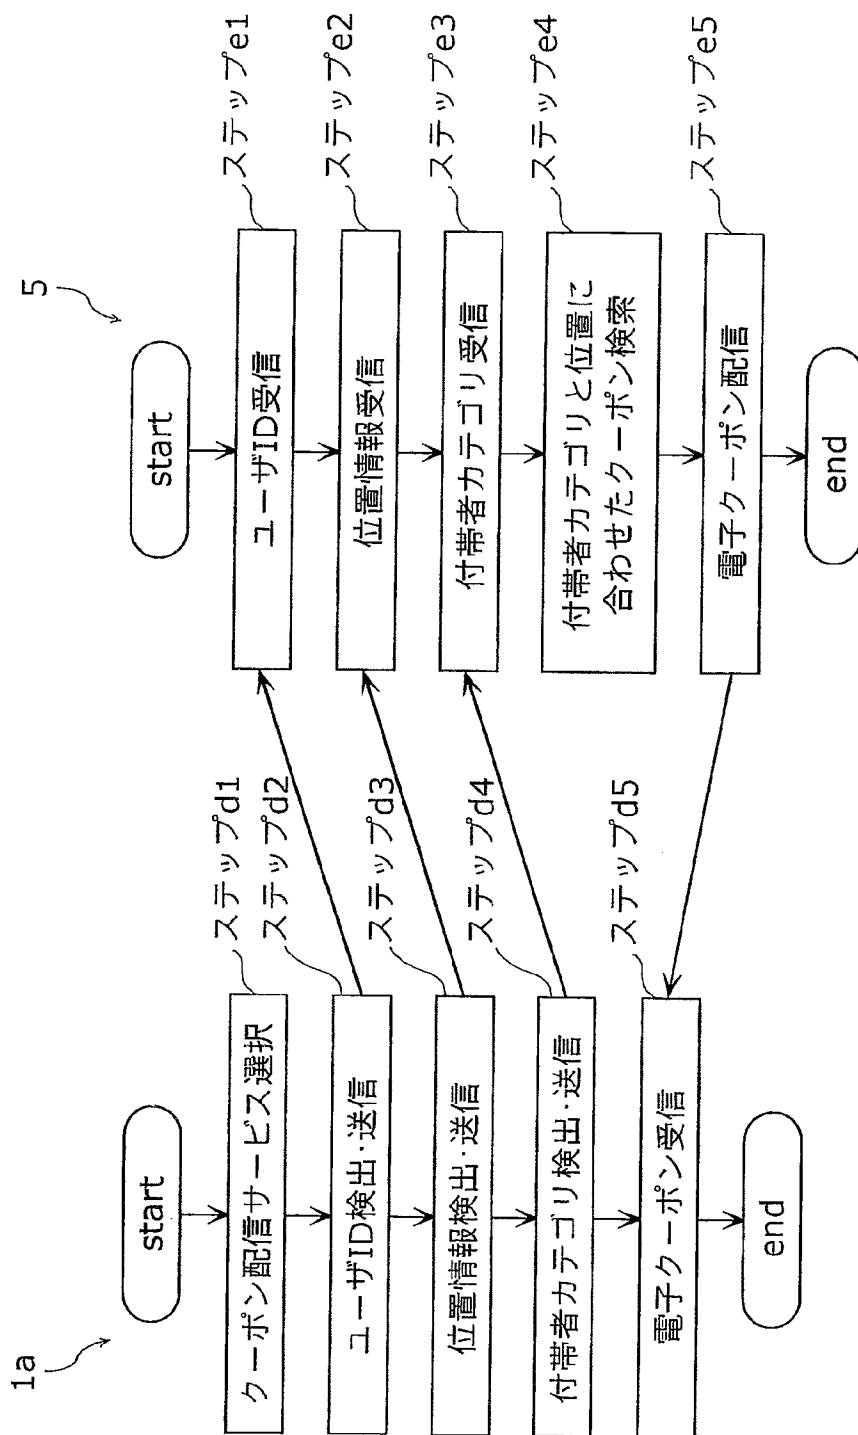 1a
start
クーポン配信サービス選択
ステップd1
ユーザID検出・送信
ステップd2
位置情報検出・送信
ステップd3
付帯者カテゴリ検出・送信
ステップd4
電子クーポン受信
ステップd5
end
5
start
ユーザID受信
ステップe1
位置情報受信
ステップe2
付帯者カテゴリ受信
ステップe3
付帯者カテゴリと位置に
合わせたクーポン検索
ステップe4
電子クーポン配信
ステップe5
end